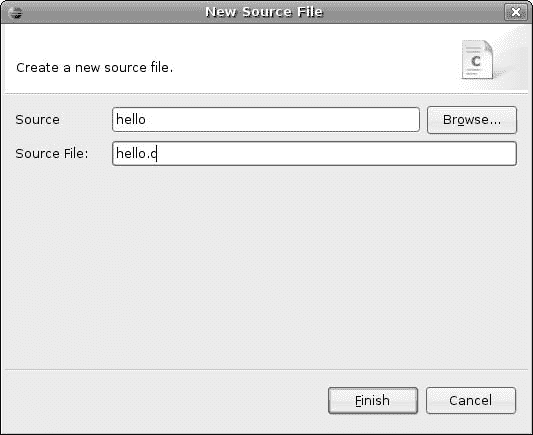 New Source File
Create a new source file.
C
Source hello Browse...
Source File: hello.c
Finish Cancel